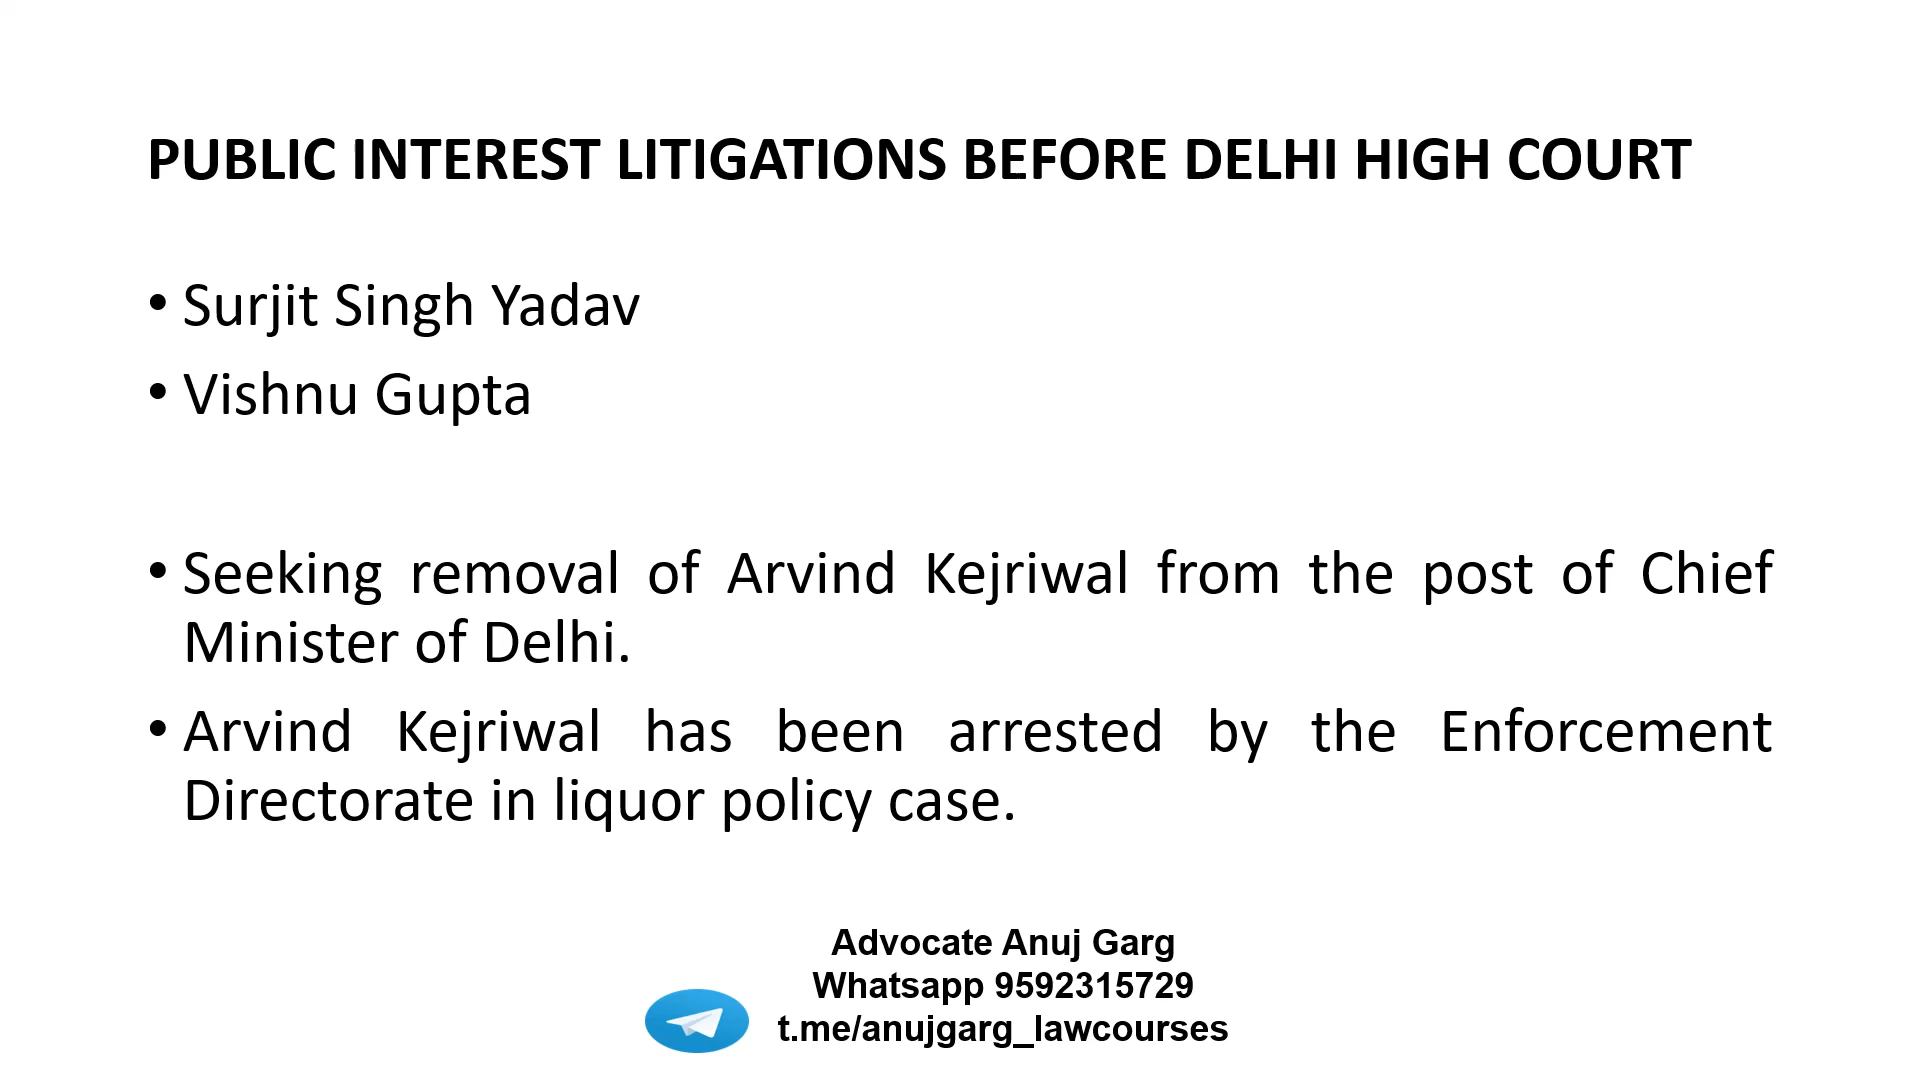 PUBLIC INTEREST LITIGATIONS BEFORE DELHI HIGH COURT
• Surjit Singh Yadav
• Vishnu Gupta
• Seeking removal of Arvind Kejriwal from the post of Chief
Minister of Delhi.
• Arvind Kejriwal has been arrested by the Enforcement
Directorate in liquor policy case.
Advocate Anuj Garg
Whatsapp 9592315729
t.me/anujgarg_lawcourses